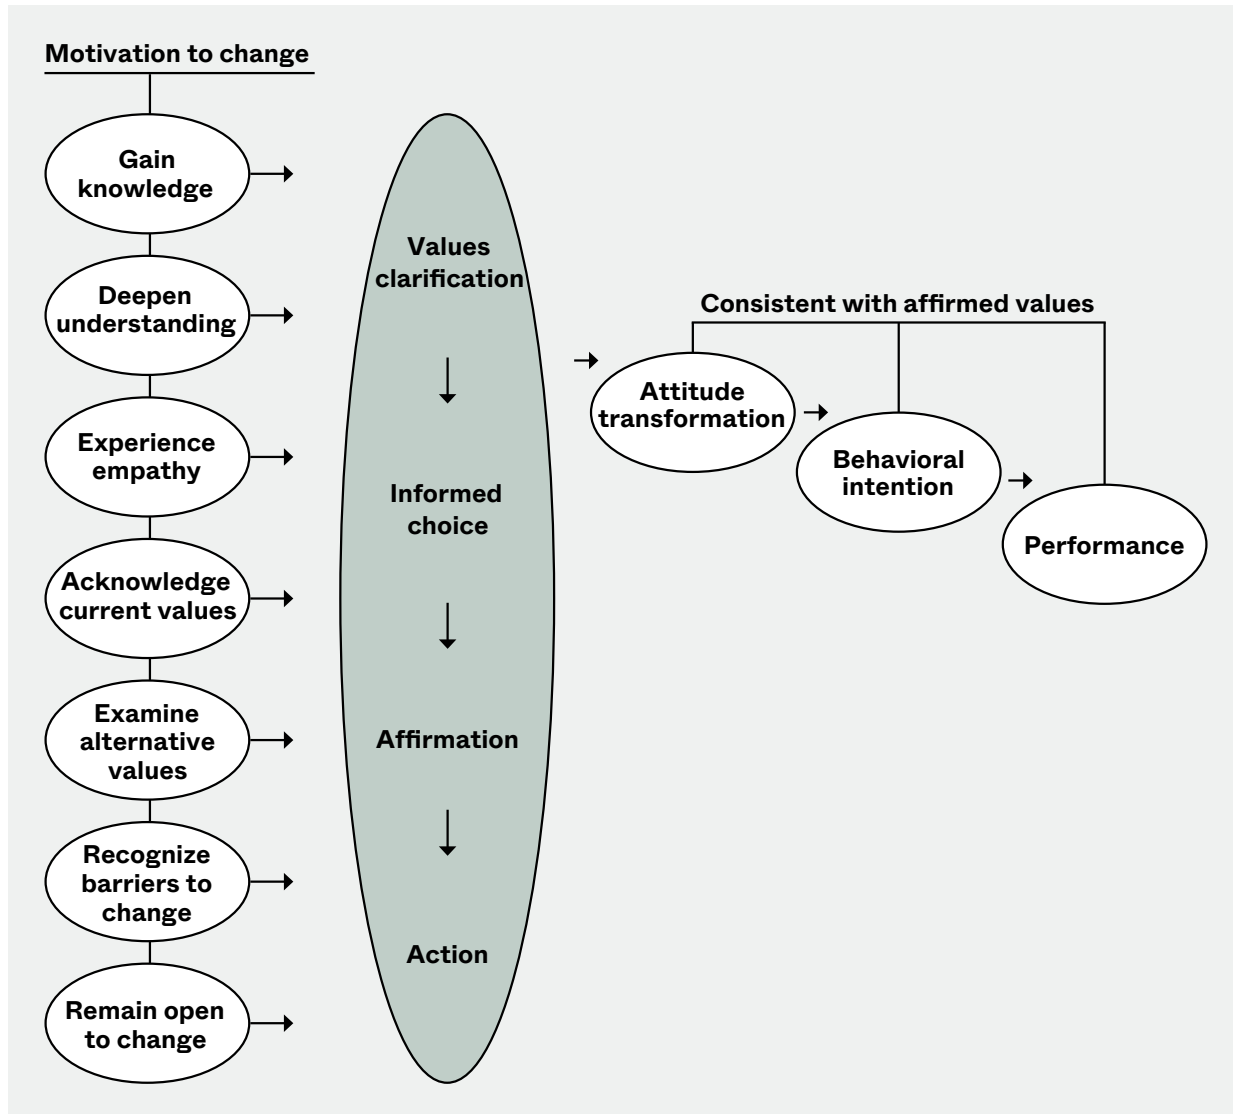 Motivation to change
Gain
knowledge
Deepen
understanding
Experience
empathy
Acknowledge
current values
Examine
alternative
values
Recognize
barriers to
change
Remain open
to change
Values
clarification
Informed
choice
Affirmation
Action
Consistent with affirmed values
Attitude
transformation
Behavioral
intention
Performance